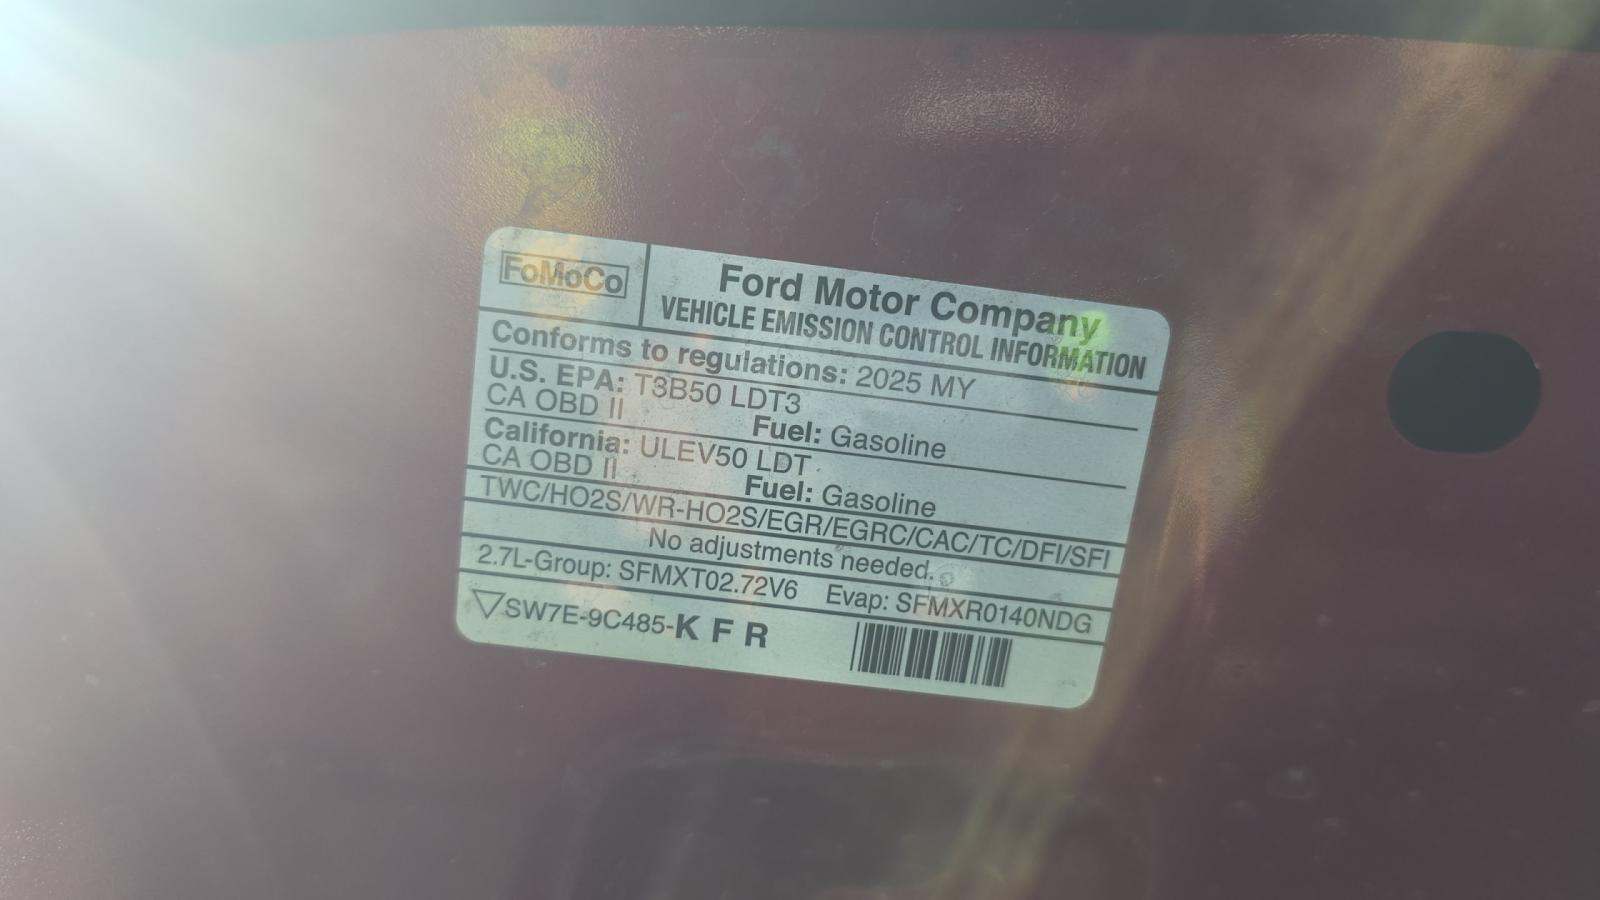 FoMoCo
Ford Motor Company
VEHICLE EMISSION CONTROL INFORMATION
Conforms to regulations: 2025 MY
U.S. EPA: T3B50 LDT3
CA OBD II Fuel: Gasoline
California: ULEV50 LDT
CA OBD II Fuel: Gasoline
TWC/HO2S/WR-HO2S/EGR/EGRC/CAC/TC/DFI/SFI
No adjustments needed.
2.7L-Group: SFMXT02.72V6 Evap: SFMXR0140NDG
SW7E-9C485-K F R